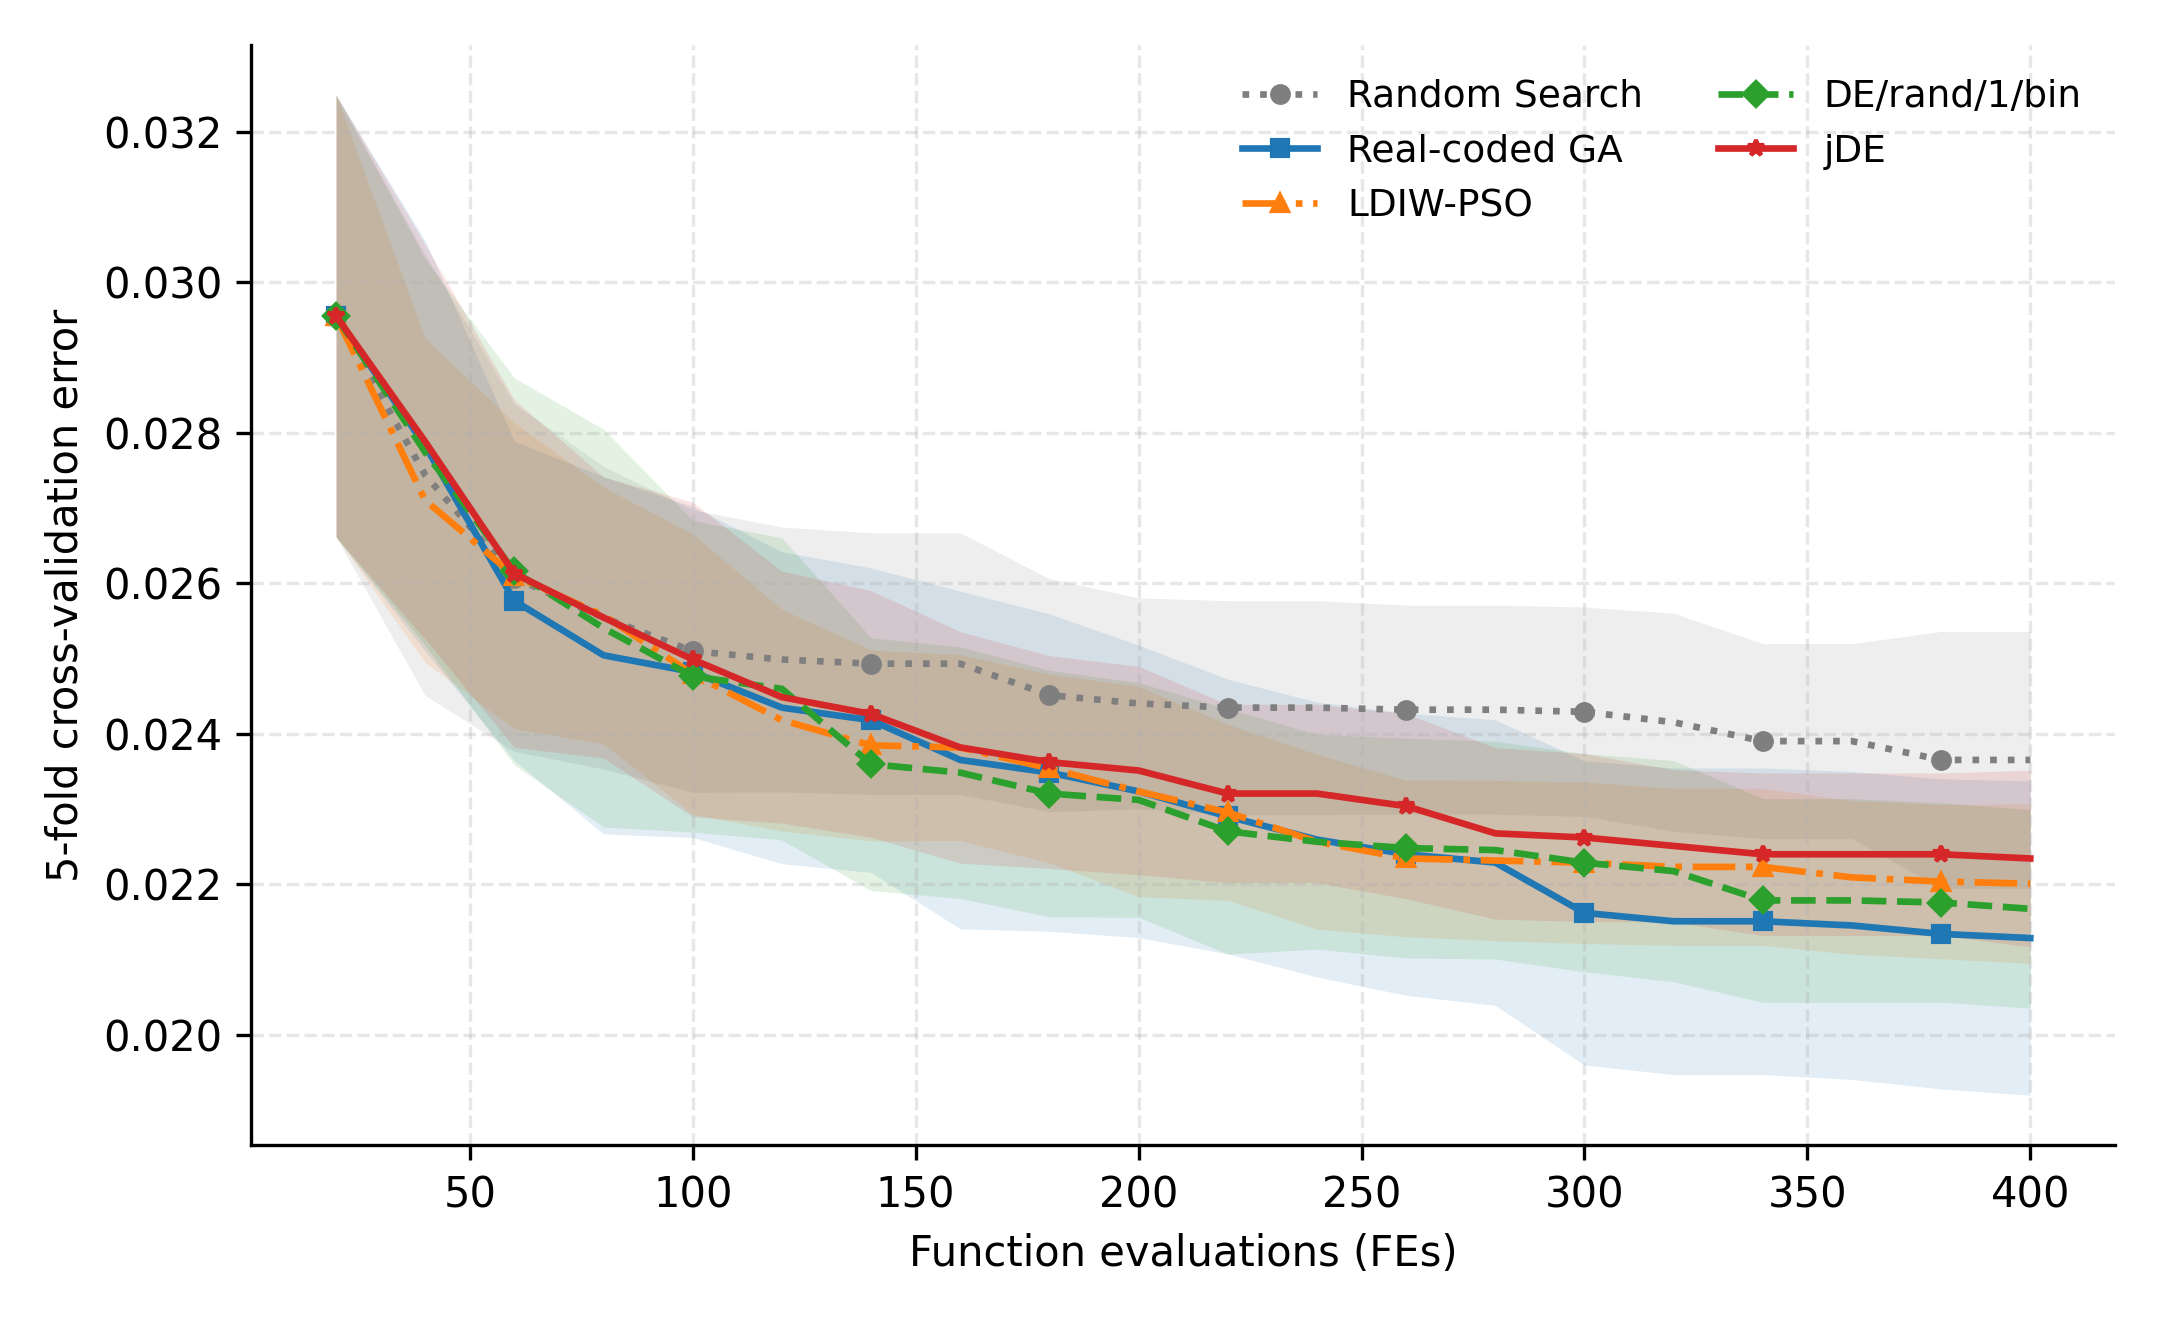 Random Search
Real-coded GA
LDIW-PSO
DE/rand/1/bin
jDE
5-fold cross-validation error
0.032
0.030
0.028
0.026
0.024
0.022
0.020
50 100 150 200 250 300 350 400
Function evaluations (FEs)